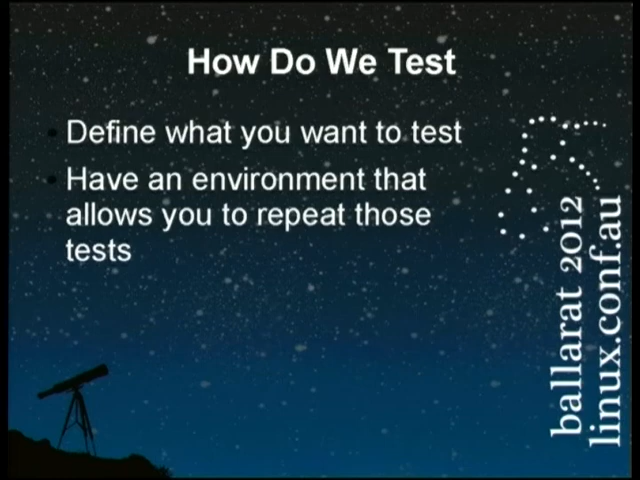 How Do We Test
Define what you want to test
Have an environment that
allows you to repeat those
tests
ballarat 2012
linux.conf.au